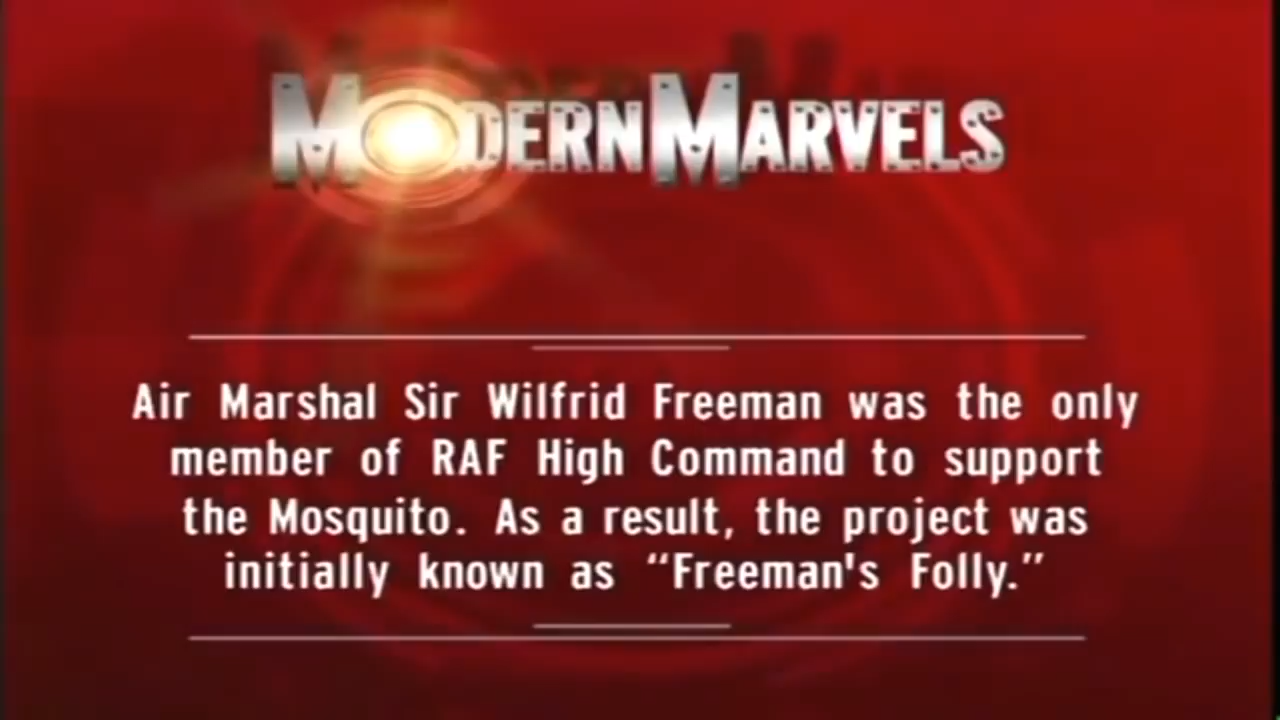 MODERN MARVELS
Air Marshal Sir Wilfrid Freeman was the only
member of RAF High Command to support
the Mosquito. As a result, the project was
initially known as “Freeman's Folly.”